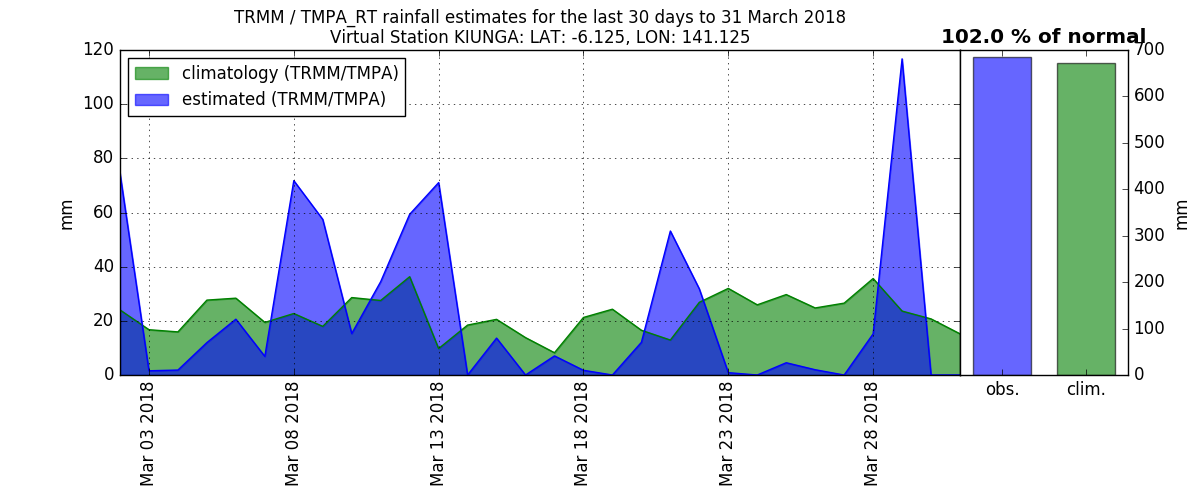 TRMM / TMPA_RT rainfall estimates for the last 30 days to 31 March 2018
Virtual Station KIUNGA: LAT: -6.125, LON: 141.125
102.0 % of normal
climatology (TRMM/TMPA)
estimated (TRMM/TMPA)
mm
120
100
80
60
40
20
0
Mar 03 2018
Mar 08 2018
Mar 13 2018
Mar 18 2018
Mar 23 2018
Mar 28 2018
obs.
clim.
700
600
500
400
300
200
100
0
mm